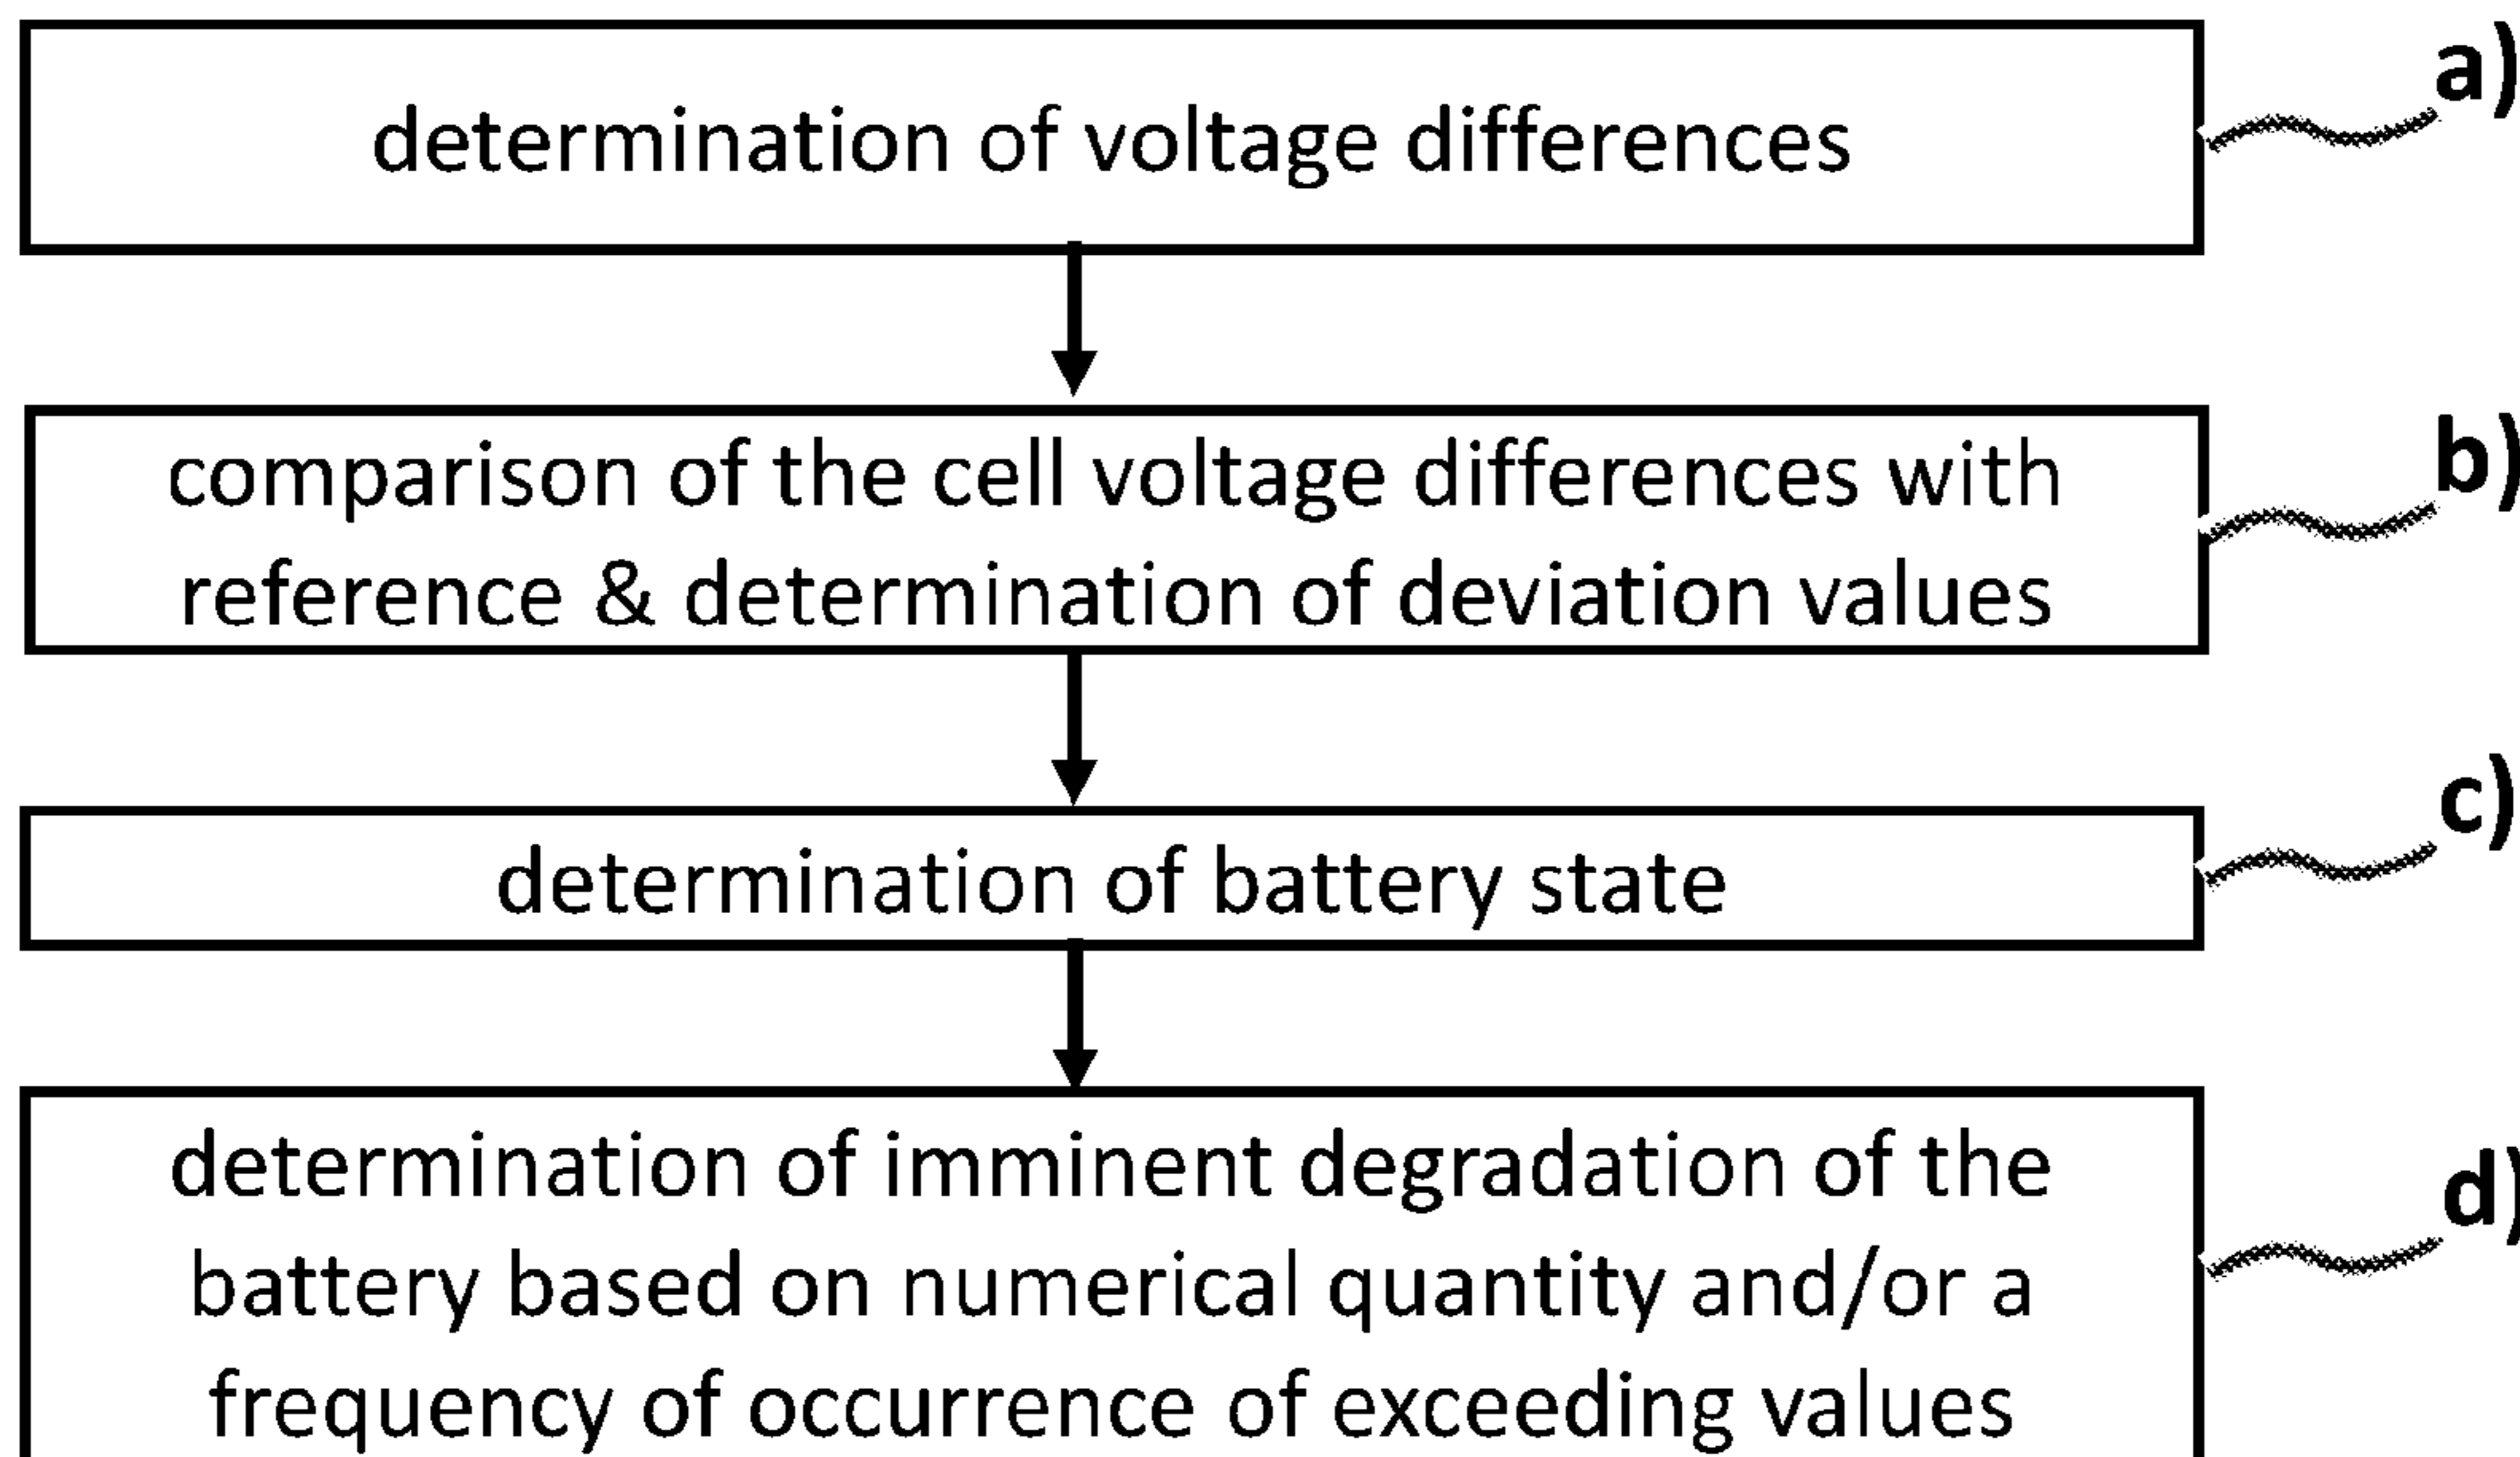 a)
determination of voltage differences
b)
comparison of the cell voltage differences with
reference & determination of deviation values
c)
determination of battery state
d)
determination of imminent degradation of the
battery based on numerical quantity and/or a
frequency of occurrence of exceeding values